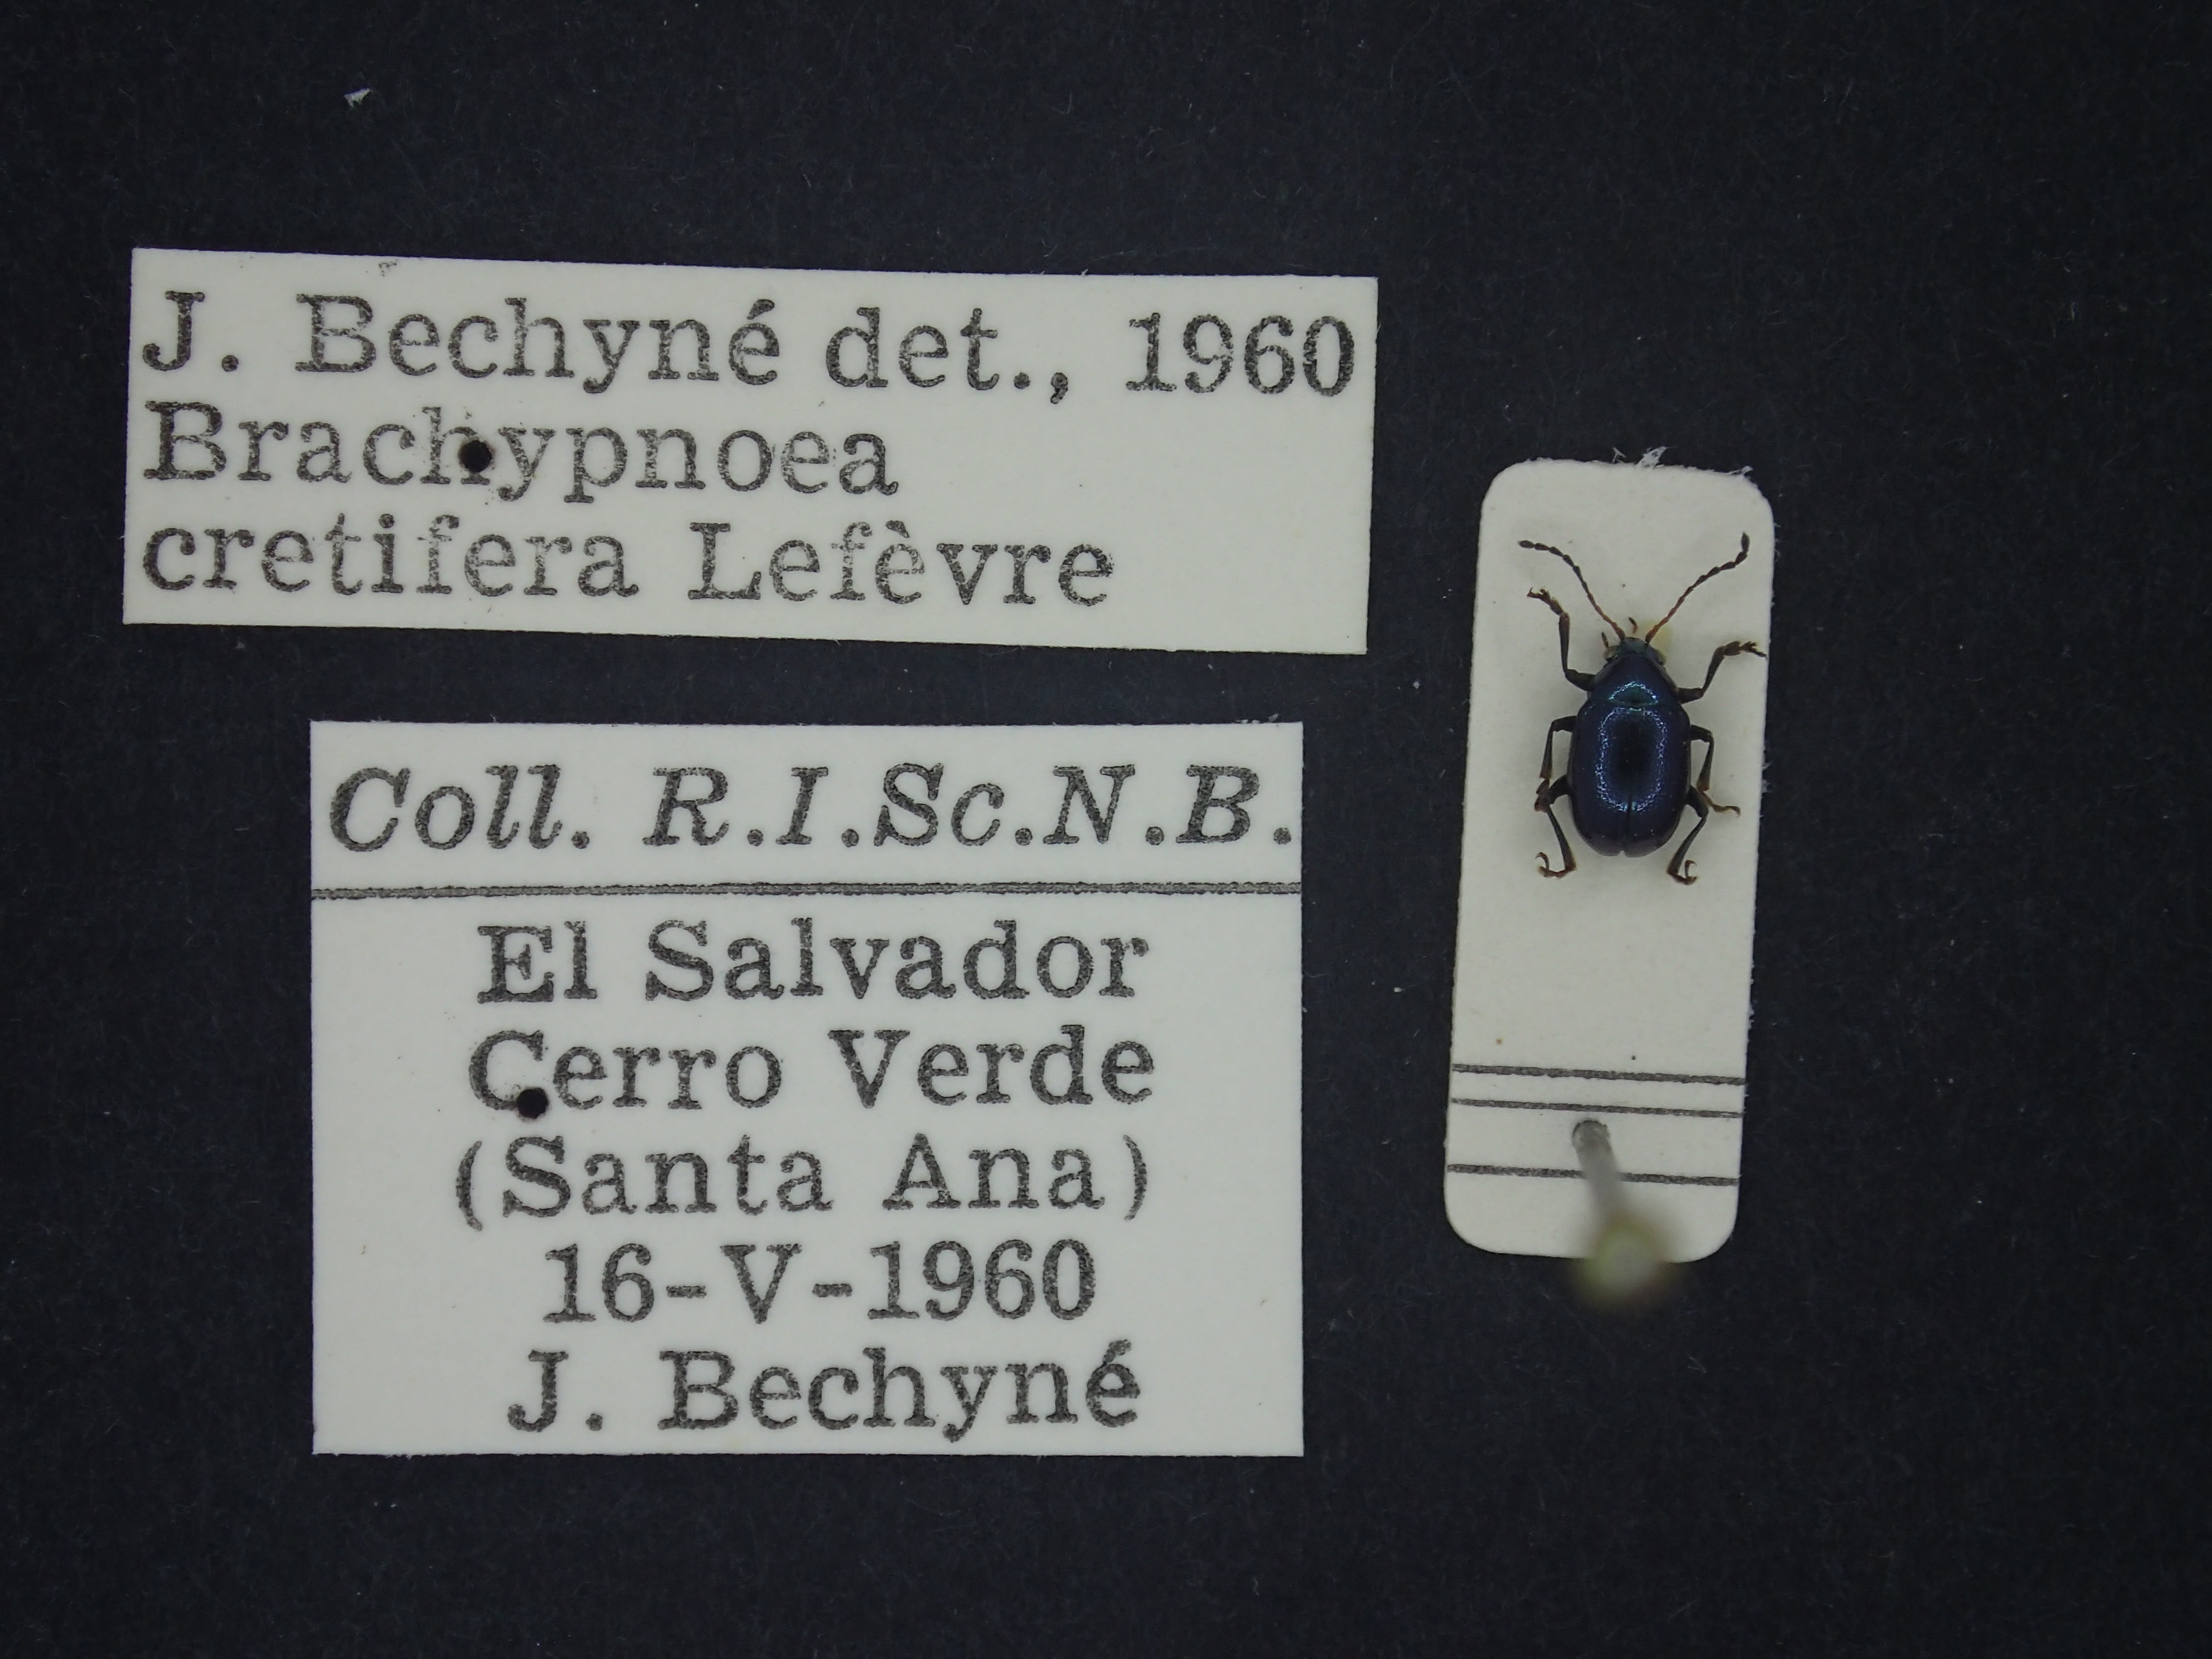 J. Bechyné det., 1960
Brachypnoea
cretifera Lefèvre
Coll. R.I.Sc.N.B.
El Salvador
Cerro Verde
(Santa Ana)
16-V-1960
J. Bechyné